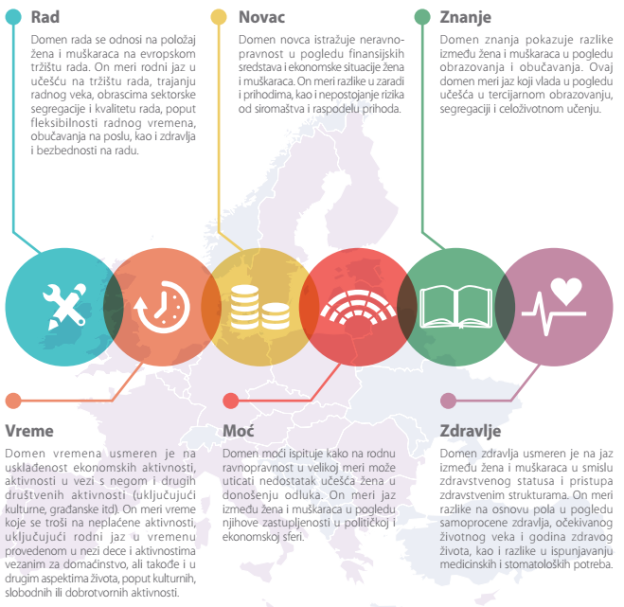 Rad
Domen rada se odnosi na položaj
žena i muškaraca na evropskom
tržištu rada. On meri rodni jaz u
učešću na tržištu rada, trajanju
radnog veka, obrascima sektorske
segregacije i kvalitetu rada, poput
fleksibilnosti radnog vremena,
obučavanja na poslu, kao i zdravlja
i bezbednosti na radu.
Novac
Domen novca istražuje neravno-
pravnost u pogledu finansijskih
sredstava i ekonomske situacije žena
i muškaraca. On meri razlike u zaradi
i prihodima, kao i nepostojanje rizika
od siromaštva i raspodelu prihoda.
Znanje
Domen znanja pokazuje razlike
između žena i muškaraca u pogledu
obrazovanja i obučavanja. Ovaj
domen meri jaz koji vlada u pogledu
učešća u tercijarnom obrazovanju,
segregaciji i celoživotnom učenju.
Vreme
Domen vremena usmeren je na
usklađenost ekonomskih aktivnosti,
aktivnosti u vezi s negom i drugih
društvenih aktivnosti (uključujući
kulturne, građanske itd). On meri vreme
koje se troši na neplaćene aktivnosti,
uključujući rodni jaz u vremenu
provedenom u nezi dece i aktivnostima
vezanim za domaćinstvo, ali takođe i u
drugim aspektima života, poput kulturnih,
slobodnih ili dobrotvornih aktivnosti.
Moć
Domen moći ispituje kako na rodnu
ravnopravnost u velikoj meri može
uticati nedostatak učešća žena u
donošenju odluka. On meri jaz
između žena i muškaraca u pogledu
njihove zastupljenosti u političkoj i
ekonomskoj sferi.
Zdravlje
Domen zdravlja usmeren je na jaz
između žena i muškaraca u smislu
zdravstvenog statusa i pristupa
zdravstvenim strukturama. On meri
razlike na osnovu pola u pogledu
samoprocene zdravlja, očekivanog
životnog veka i godina zdravog
života, kao i razlike u ispunjavanju
medicinskih i stomatoloških potreba.